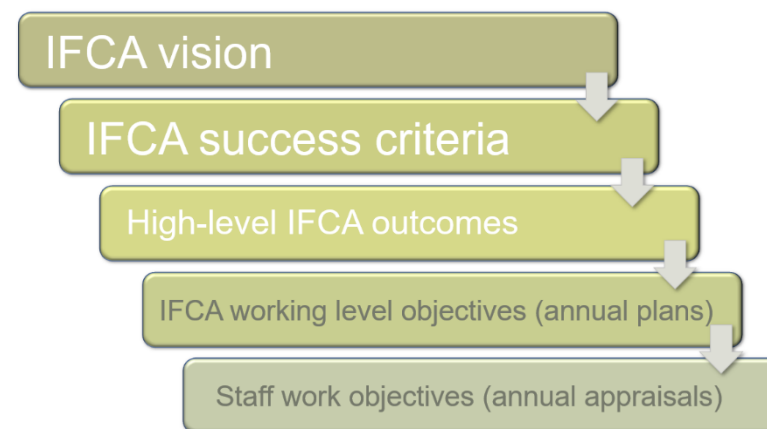 IFCA vision
IFCA success criteria
High-level IFCA outcomes
IFCA working level objectives (annual plans)
Staff work objectives (annual appraisals)